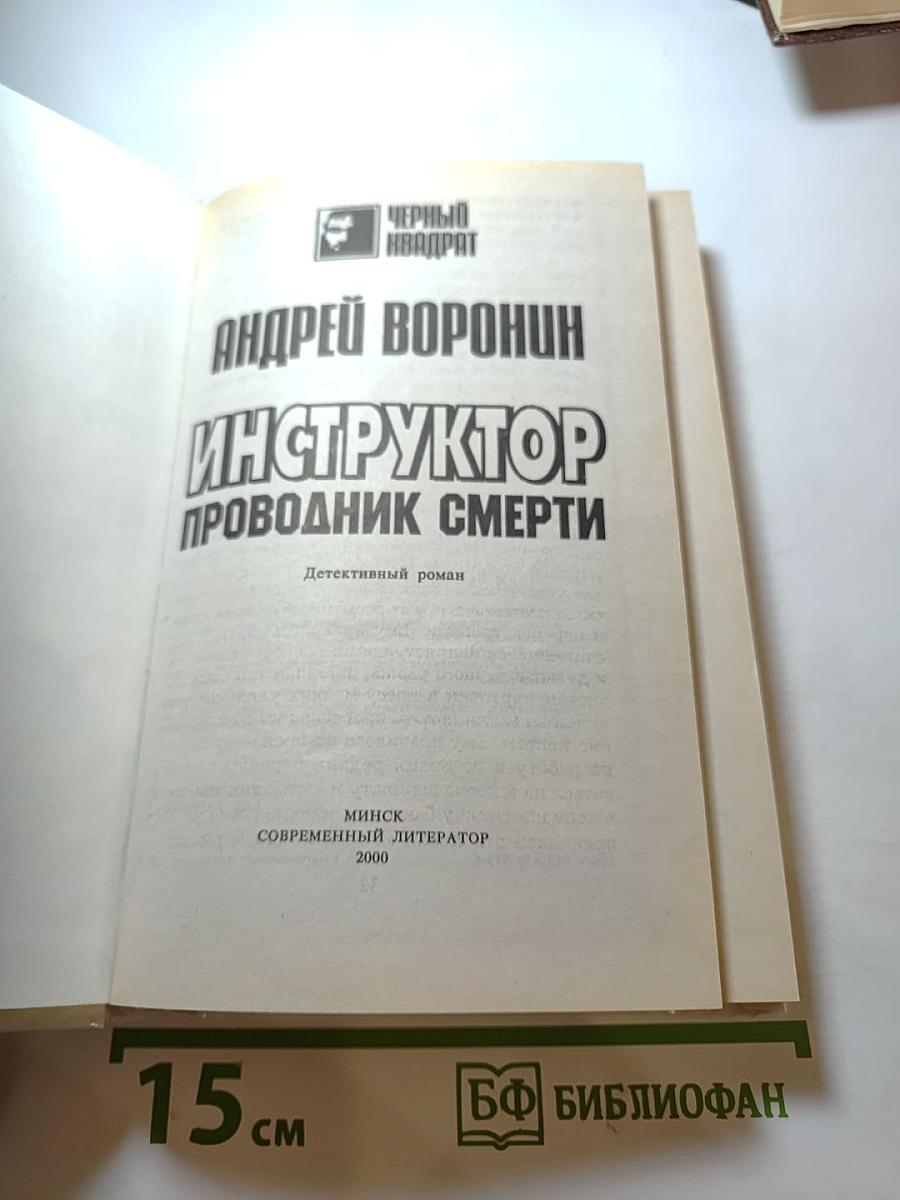 ЧЕРНЫЙ
КВАДРАТ
АНДРЕЙ ВОРОНИН
ИНСТРУКТОР
ПРОВОДНИК СМЕРТИ
Детективный роман
МИНСК
СОВРЕМЕННЫЙ ЛИТЕРАТОР
2000
15 см
БФ БИБЛИОФАН